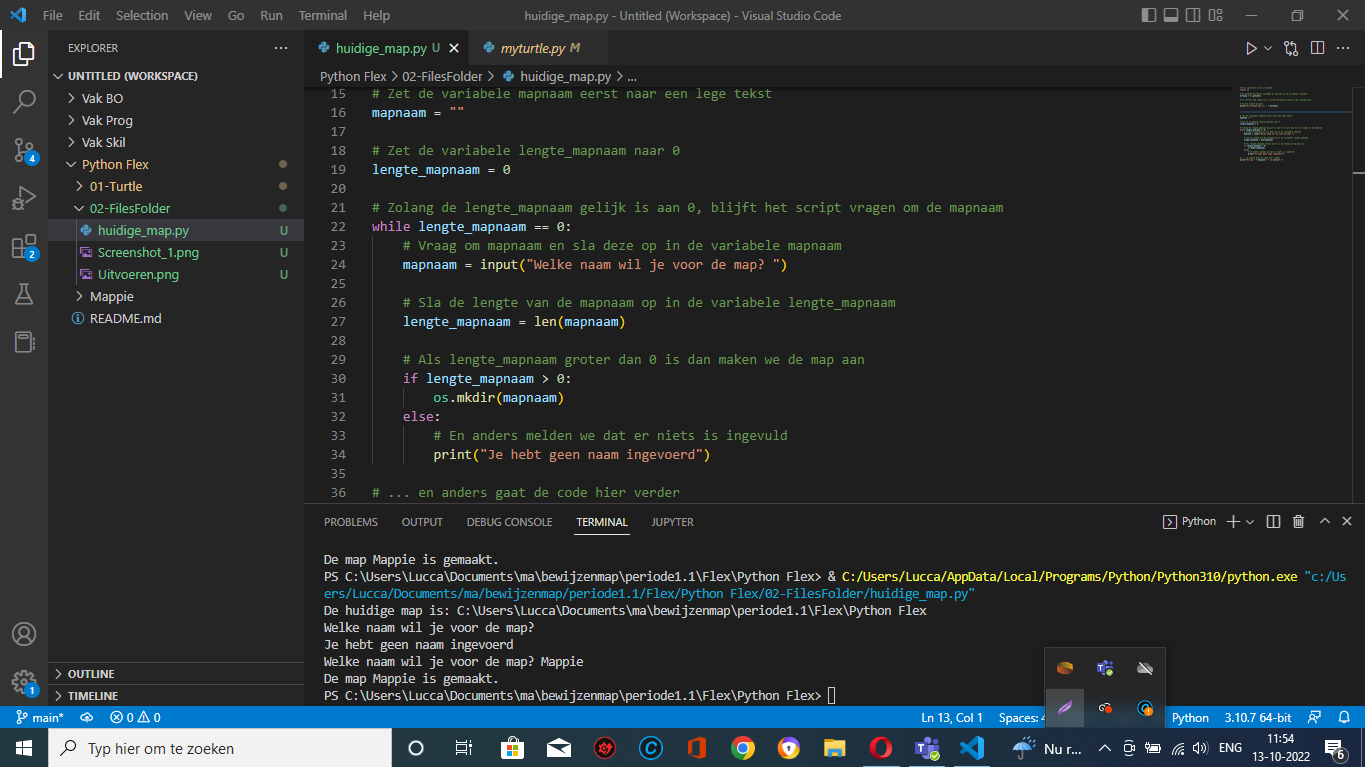 File Edit Selection View Go Run Terminal Help huidige_map.py - Untitled (Workspace) - Visual Studio Code
EXPLORER
UNTITLED (WORKSPACE)
Vak BO
Vak Prog
Vak Skil
Python Flex
01-Turtle
02-FilesFolder
huidige_map.py U
Screenshot_1.png U
Uitvoeren.png U
Mappie
README.md
OUTLINE
TIMELINE
4
2
1
huidige_map.py U myturtle.py M
Python Flex > 02-FilesFolder > huidige_map.py > ...
15 # Zet de variabele mapnaam eerst naar een lege tekst
16 mapnaam = ""
17
18 # Zet de variabele lengte_mapnaam naar 0
19 lengte_mapnaam = 0
20
21 # Zolang de lengte_mapnaam gelijk is aan 0, blijft het script vragen om de mapnaam
22 while lengte_mapnaam == 0:
23 # Vraag om mapnaam en sla deze op in de variabele mapnaam
24 mapnaam = input("Welke naam wil je voor de map? ")
25
26 # Sla de lengte van de mapnaam op in de variabele lengte_mapnaam
27 lengte_mapnaam = len(mapnaam)
28
29 # Als lengte_mapnaam groter dan 0 is dan maken we de map aan
30 if lengte_mapnaam > 0:
31 os.mkdir(mapnaam)
32 else:
33 # En anders melden we dat er niets is ingevuld
34 print("Je hebt geen naam ingevoerd")
35
36 # ... en anders gaat de code hier verder
PROBLEMS OUTPUT DEBUG CONSOLE TERMINAL JUPYTER Python
De map Mappie is gemaakt.
PS C:\Users\Lucca\Documents\ma\bewijzenmap\periode1.1\Flex\Python Flex> & C:/Users/Lucca/AppData/Local/Programs/Python/Python310/python.exe "c:/Us
ers/Lucca/Documents/ma/bewijzenmap/periode1.1/Flex/Python Flex/02-FilesFolder/huidige_map.py"
De huidige map is: C:\Users\Lucca\Documents\ma\bewijzenmap\periode1.1\Flex\Python Flex
Welke naam wil je voor de map?
Je hebt geen naam ingevoerd
Welke naam wil je voor de map? Mappie
De map Mappie is gemaakt.
PS C:\Users\Lucca\Documents\ma\bewijzenmap\periode1.1\Flex\Python Flex>
main* 0 0 Ln 13, Col 1 Spaces: Python 3.10.7 64-bit
Typ hier om te zoeken Nu r... ENG 11:54
13-10-2022 6